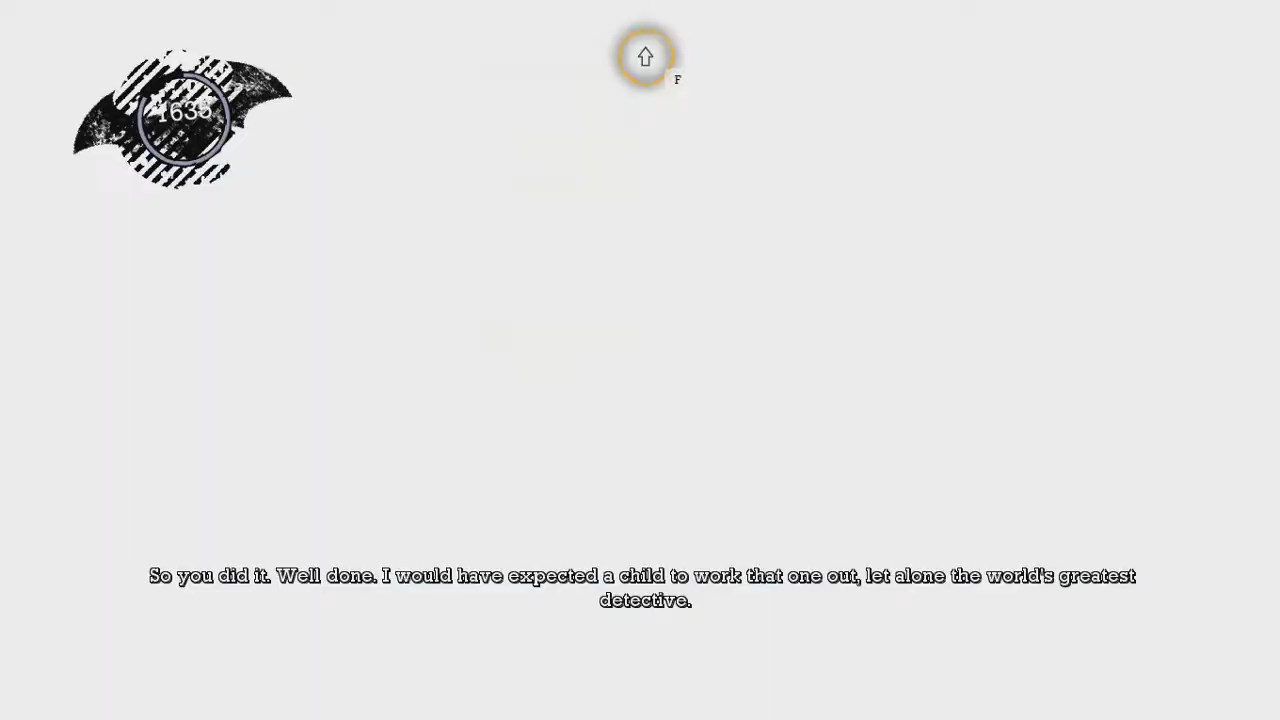 1635
F
So you did it. Well done. I would have expected a child to work that one out, let alone the world's greatest
detective.